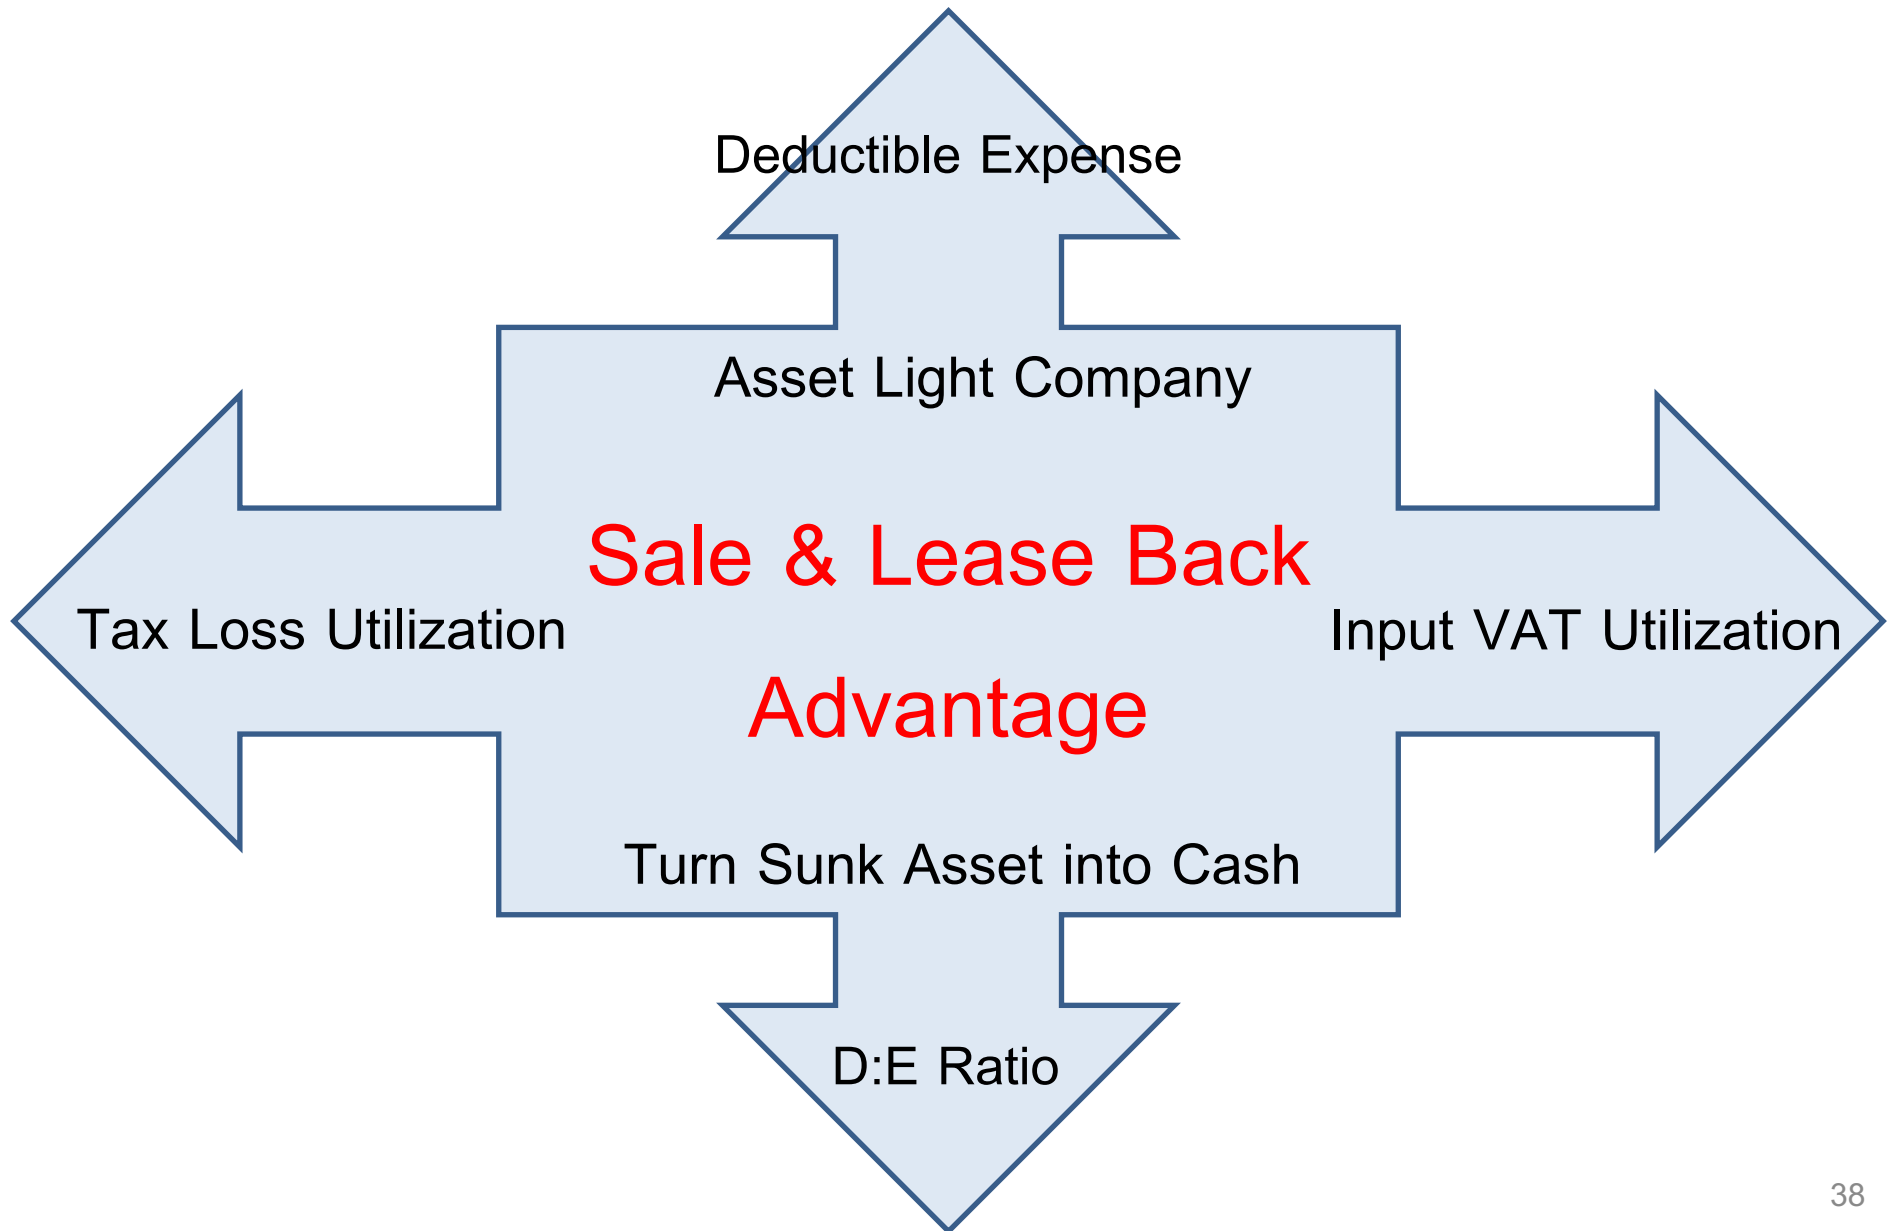 Deductible Expense
Asset Light Company
Sale & Lease Back
Tax Loss Utilization
Input VAT Utilization
Advantage
Turn Sunk Asset into Cash
D:E Ratio
38